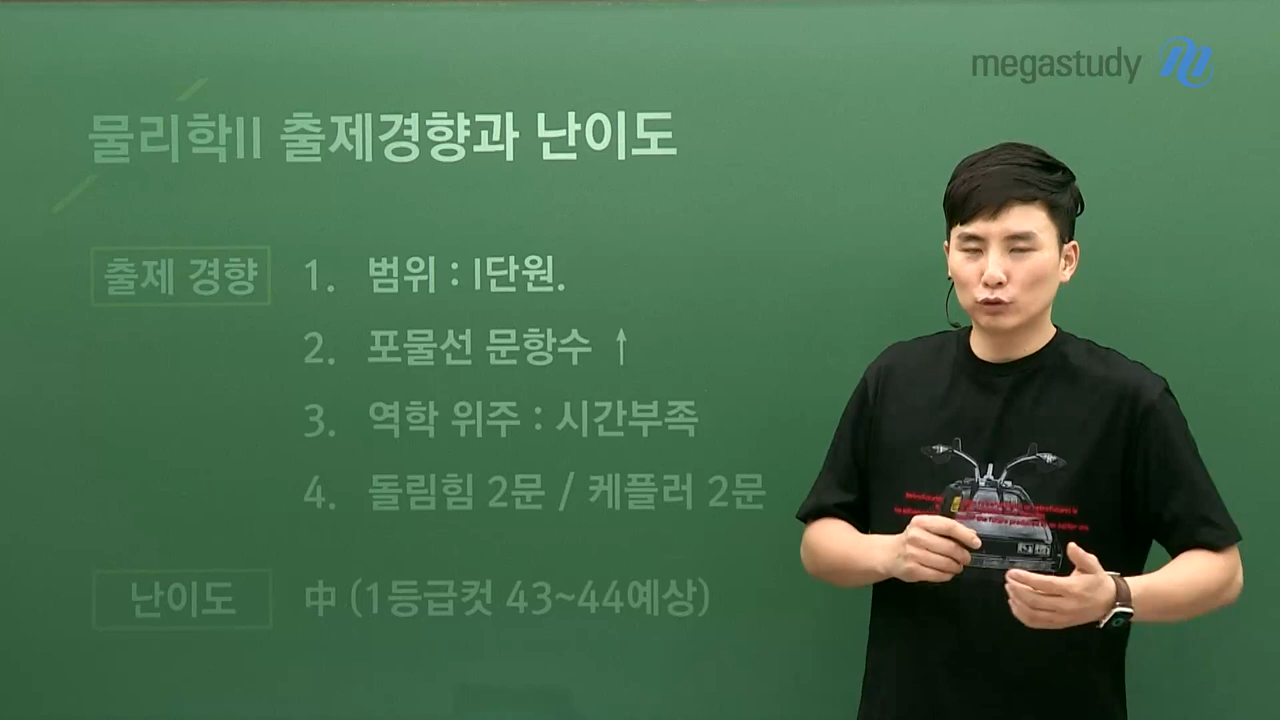 megastudy
물리학II 출제경향과 난이도
출제 경향
1. 범위 : I단원.
2. 포물선 문항수 ↑
3. 역학 위주 : 시간부족
4. 돌림힘 2문 / 케플러 2문
난이도
中 (1등급컷 43~44예상)